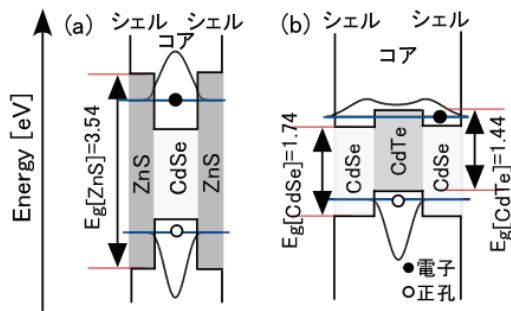 (a)
シェル シェル
コア
Energy [eV]
Eg[ZnS]=3.54
ZnS
CdSe
ZnS
(b)
シェル シェル
コア
Eg[CdSe]=1.74
CdSe
CdTe
CdSe
Eg[CdTe]=1.44
●電子
○正孔